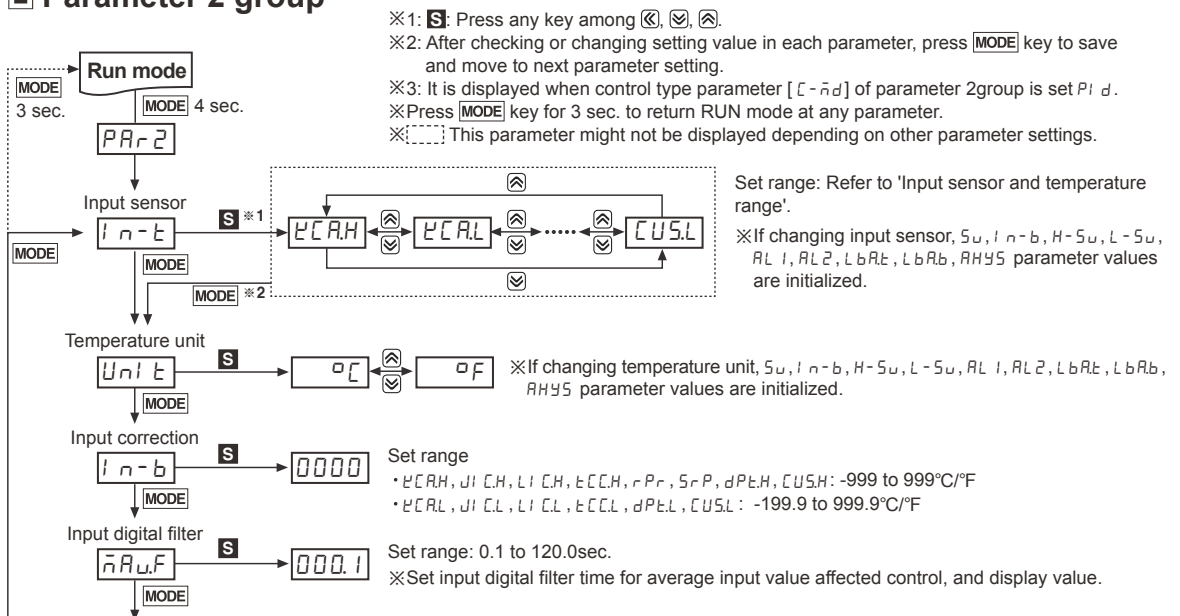 Parameter 2 group
※1: S: Press any key among «, ︾, ︽.
※2: After checking or changing setting value in each parameter, press MODE key to save
and move to next parameter setting.
※3: It is displayed when control type parameter [C-md] of parameter 2group is set PId.
※Press MODE key for 3 sec. to return RUN mode at any parameter.
※[ ] This parameter might not be displayed depending on other parameter settings.
Run mode
MODE
3 sec.
MODE 4 sec.
PAr2
Input sensor
In-t
S ※1
KCA.H
︽
︾
KCA.L
︽
︾
•••••
︽
︾
CUS.L
︽
︾
MODE
MODE
MODE ※2
Set range: Refer to 'Input sensor and temperature
range'.
※If changing input sensor, Sv, In-b, H-Sv, L-Sv,
AL1, AL2, LbA.t, LbA.b, AHYS parameter values
are initialized.
Temperature unit
UnIt
S
°C
︽
︾
°F
MODE
※If changing temperature unit, Sv, In-b, H-Sv, L-Sv, AL1, AL2, LbA.t, LbA.b,
AHYS parameter values are initialized.
Input correction
In-b
S
0000
MODE
Set range
•KCA.H, JIC.H, LIC.H, tCC.H, rPr, SrP, dPt.H, CUS.H: -999 to 999°C/°F
•KCA.L, JIC.L, LIC.L, tCC.L, dPt.L, CUS.L: -199.9 to 999.9°C/°F
Input digital filter
mAv.F
S
000.1
MODE
Set range: 0.1 to 120.0sec.
※Set input digital filter time for average input value affected control, and display value.